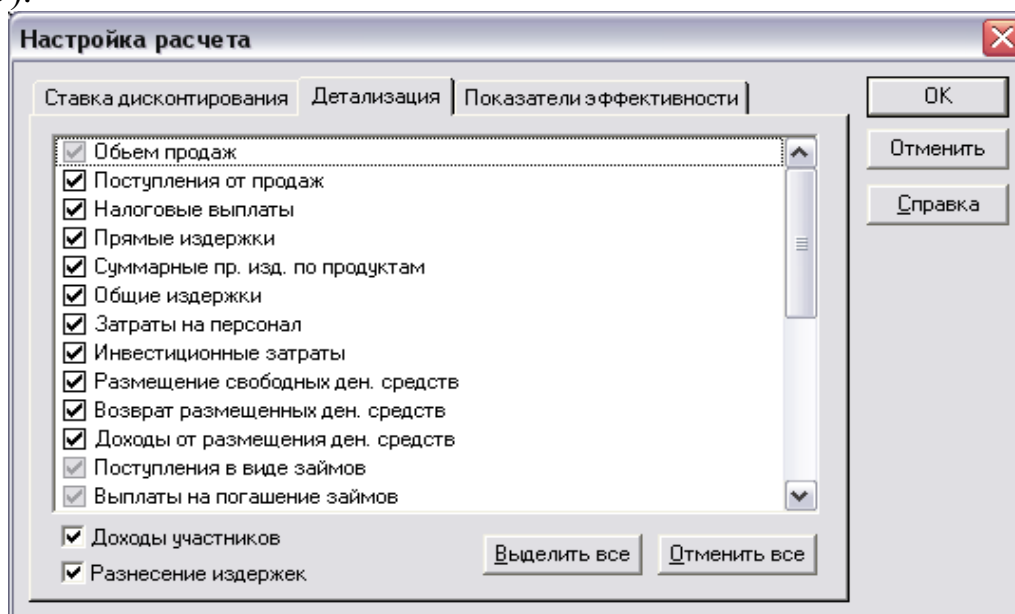 ).
Настройка расчета
Ставка дисконтирования Детализация Показатели эффективности
OK
Отменить
Справка
Обьем продаж
Поступления от продаж
Налоговые выплаты
Прямые издержки
Суммарные пр. изд. по продуктам
Общие издержки
Затраты на персонал
Инвестиционные затраты
Размещение свободных ден. средств
Возврат размещенных ден. средств
Доходы от размещения ден. средств
Поступления в виде займов
Выплаты на погашение займов
Доходы участников
Разнесение издержек
Выделить все Отменить все